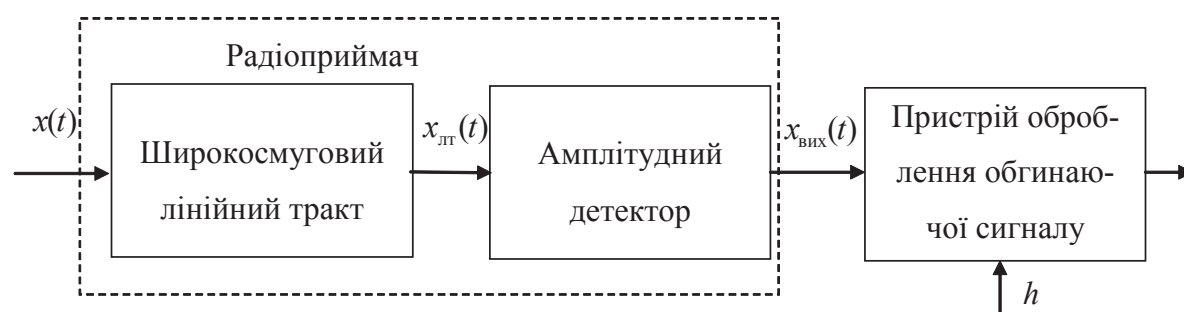 Радіоприймач
x(t)
Широкосмуговий
лінійний тракт
xлт(t)
Амплітудний
детектор
xвих(t)
Пристрій оброб-
лення обгинаю-
чої сигналу
h